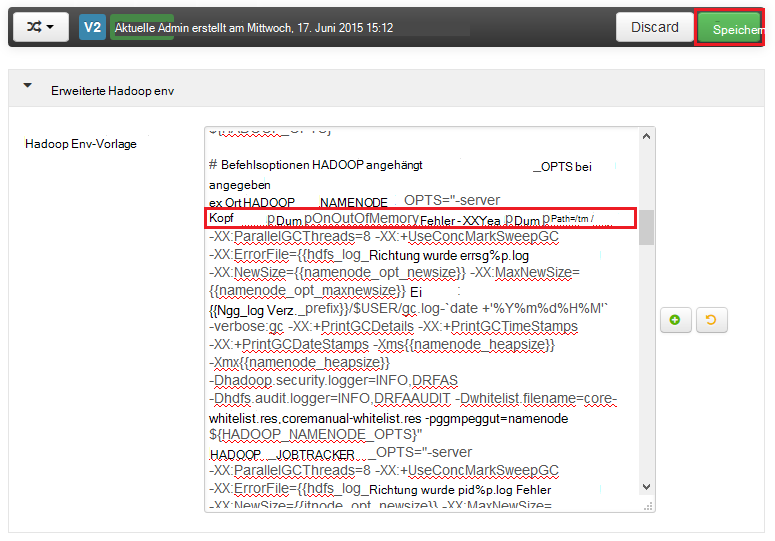 V2 Aktuelle Admin erstellt am Mittwoch, 17. Juni 2015 15:12 Discard Speichern
Erweiterte Hadoop env
Hadoop Env-Vorlage
${HADOOP_OPTS}"
# Befehlsoptionen HADOOP angehängt _OPTS bei
angegeben
ex Ort HADOOP NAMENODE OPTS="-server
Kopf pDum pOnOutOfMemory Fehler - XXYea pDum pPath=/tm /
-XX:ParallelGCThreads=8 -XX:+UseConcMarkSweepGC
-XX:ErrorFile={{hdfs_log_Richtung wurde errsg%p.log
-XX:NewSize={{namenode_opt_newsize}} -XX:MaxNewSize=
{{namenode_opt_maxnewsize}} Ei :
{{Ngg_log Verz._prefix}}/$USER/gc.log-`date +'%Y%m%d%H%M'`
-verbose:gc -XX:+PrintGCDetails -XX:+PrintGCTimeStamps
-XX:+PrintGCDateStamps -Xms{{namenode_heapsize}}
-Xmx{{namenode_heapsize}}
-Dhadoop.security.logger=INFO,DRFAS
-Dhdfs.audit.logger=INFO,DRFAAUDIT -Dwhitelist.filename=core-
whitelist.res,coremanual-whitelist.res -pggmpeggut=namenode
${HADOOP_NAMENODE_OPTS}"
HADOOP _JOBTRACKER _OPTS="-server
-XX:ParallelGCThreads=8 -XX:+UseConcMarkSweepGC
-XX:ErrorFile={{hdfs_log_Richtung wurde pid%p.log Fehler
-XX:NewSize={{jtnode_opt_newsize}} -XX:MaxNewSize=